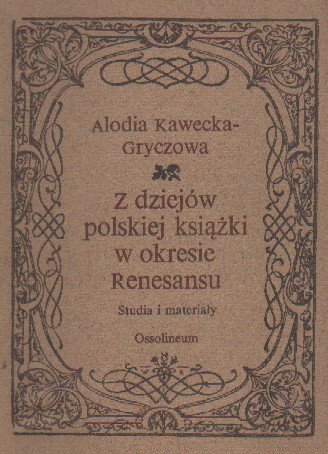 Alodia Kawecka-
Gryczowa
Z dziejów
polskiej książki
w okresie
Renesansu
Studia i materiały
Ossolineum